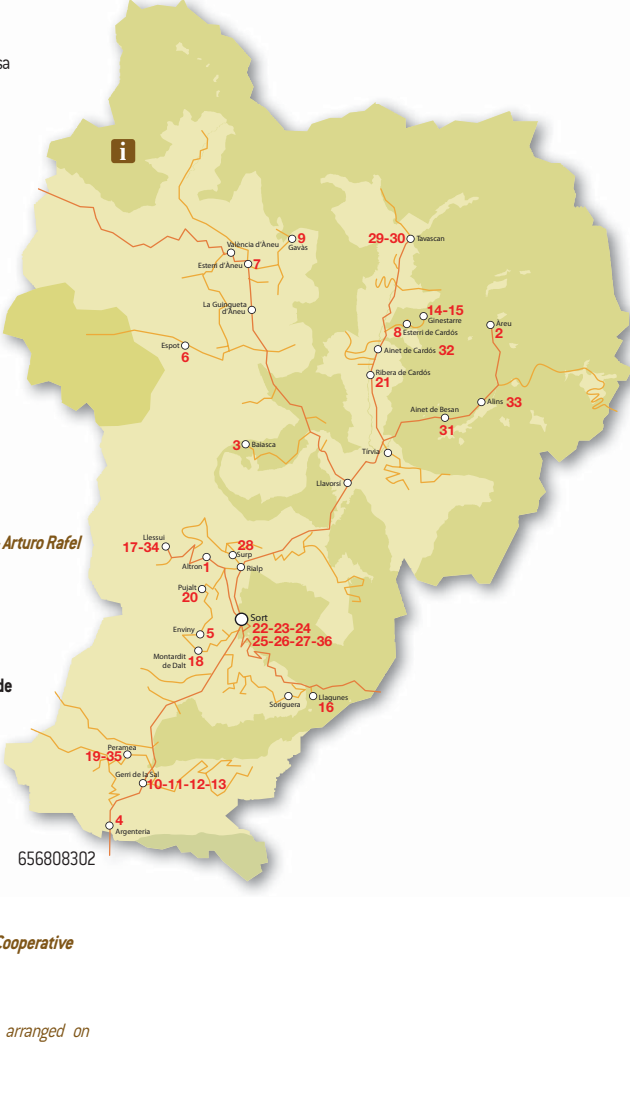 sa
i
València d'Àneu
9
Gavàs
29-30
Tavascan
Esterri d'Àneu
7
La Guingueta
d'Àneu
14-15
Ginestarre
8
Esterri de Cardós
Àreu
2
Espot
6
Ainet de Cardós
32
Ribera de Cardós
21
Alins
33
Ainet de Besan
31
3
Baiasca
Tírvia
Llavorsí
Arturo Rafel
Llessui
17-34
28
Surp
Altron
1
Rialp
Pujalt
20
Sort
22-23-24
25-26-27-36
Enviny
5
Montardit
de Dalt
18
de
Soriguera
Llagunes
16
Peramea
19-35
Gerri de la Sal
10-11-12-13
4
Argenteria
656808302
Cooperative
arranged on